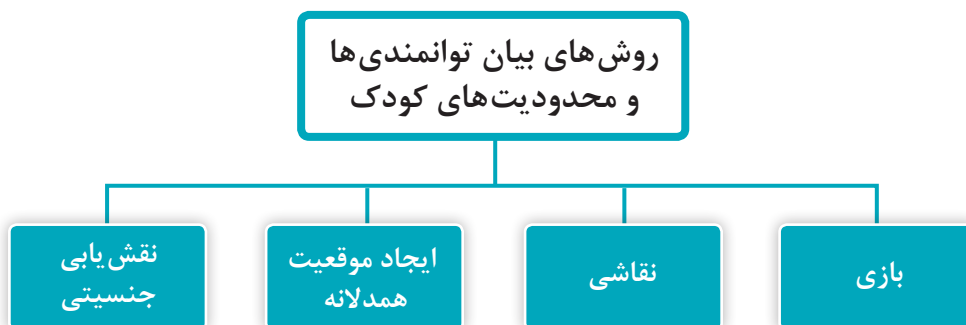 روش‌های بیان توانمندی‌ها
و محدودیت‌های کودک
بازی
نقاشی
ایجاد موقعیت
همدلانه
نقش‌یابی
جنسیتی